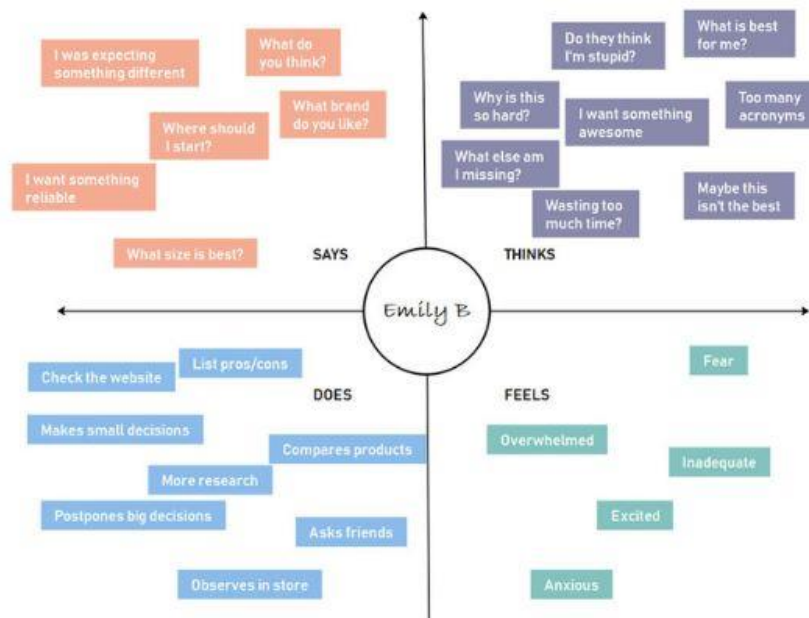 I was expecting
something different
What do
you think?
What brand
do you like?
Where should
I start?
I want something
reliable
What size is best?
SAYS
Do they think
I'm stupid?
What is best
for me?
Why is this
so hard?
I want something
awesome
Too many
acronyms
What else am
I missing?
Wasting too
much time?
Maybe this
isn't the best
THINKS
Emily B
List pros/cons
Check the website
DOES
Makes small decisions
Compares products
More research
Postpones big decisions
Asks friends
Observes in store
Fear
FEELS
Overwhelmed
Inadequate
Excited
Anxious